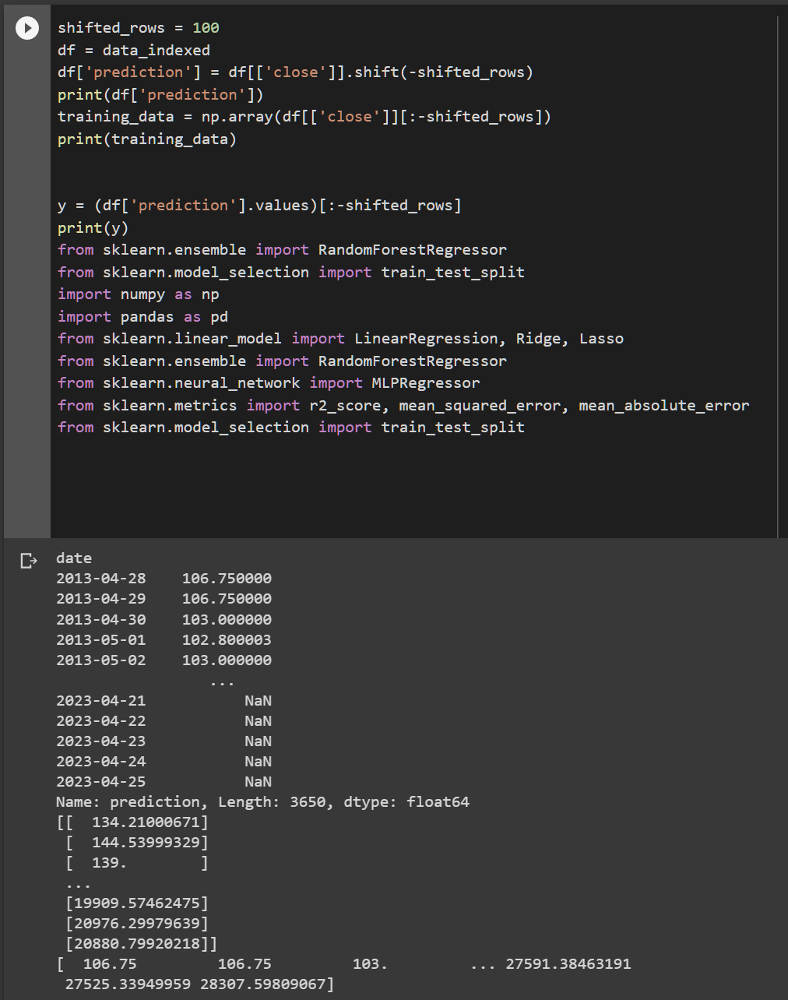 shifted_rows = 100
df = data_indexed
df['prediction'] = df[['close']].shift(-shifted_rows)
print(df['prediction'])
training_data = np.array(df[['close']][:-shifted_rows])
print(training_data)
y = (df['prediction'].values)[:-shifted_rows]
print(y)
from sklearn.ensemble import RandomForestRegressor
from sklearn.model_selection import train_test_split
import numpy as np
import pandas as pd
from sklearn.linear_model import LinearRegression, Ridge, Lasso
from sklearn.ensemble import RandomForestRegressor
from sklearn.neural_network import MLPRegressor
from sklearn.metrics import r2_score, mean_squared_error, mean_absolute_error
from sklearn.model_selection import train_test_split
date
2013-04-28    106.750000
2013-04-29    106.750000
2013-04-30    103.000000
2013-05-01    102.800003
2013-05-02    103.000000
                 ...
2023-04-21           NaN
2023-04-22           NaN
2023-04-23           NaN
2023-04-24           NaN
2023-04-25           NaN
Name: prediction, Length: 3650, dtype: float64
[[  134.21000671]
 [  144.53999329]
 [  139.        ]
 ...
 [19909.57462475]
 [20976.29979639]
 [20880.79920218]]
[  106.75         106.75         103.         ... 27591.38463191
 27525.33949959 28307.59809067]